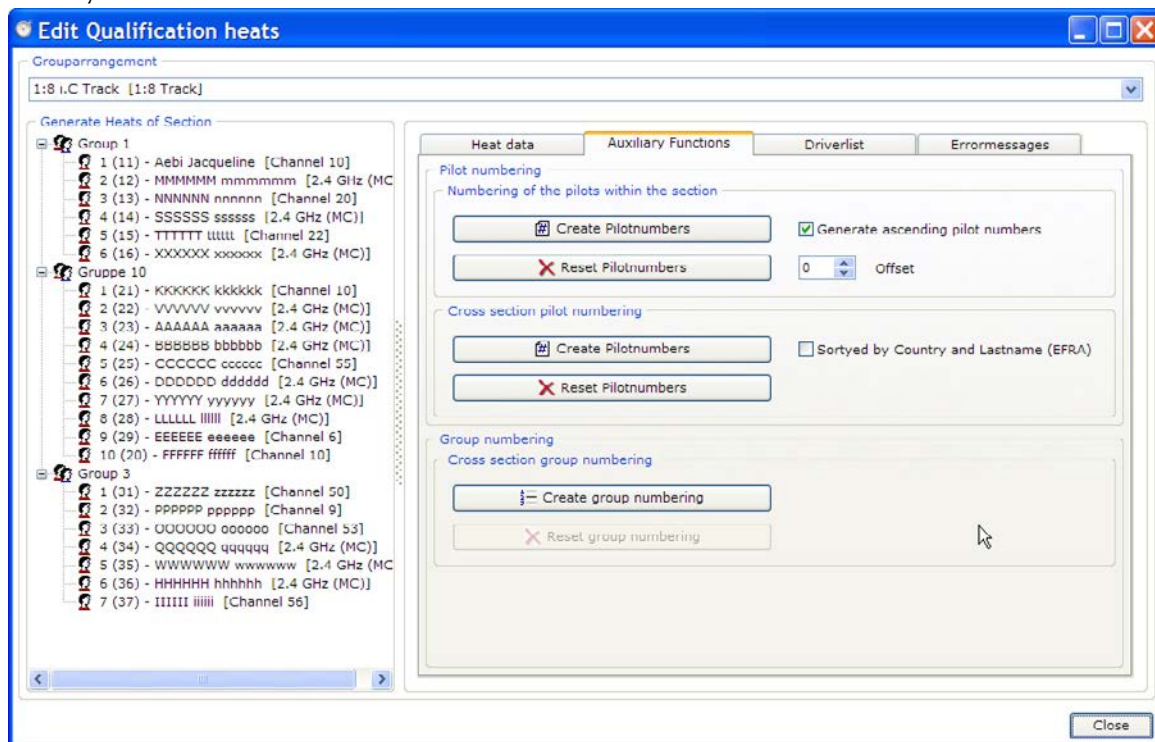 Edit Qualification heats
Grouparrangement
1:8 I.C Track [1:8 Track]
Generate Heats of Section
Group 1
1 (11) - Aebi Jacqueline [Channel 10]
2 (12) - MMMMMM mmmmmm [2.4 GHz (MC
3 (13) - NNNNNN nnnnnn [Channel 20]
4 (14) - SSSSSS ssssss [2.4 GHz (MC)]
5 (15) - TTTTTT tttttt [Channel 22]
6 (16) - XXXXXX xxxxxx [2.4 GHz (MC)]
Gruppe 10
1 (21) - KKKKKK kkkkkk [Channel 10]
2 (22) - VVVVVV vvvvvv [2.4 GHz (MC)]
3 (23) - AAAAAA aaaaaa [2.4 GHz (MC)]
4 (24) - BBBBBB bbbbbb [2.4 GHz (MC)]
5 (25) - CCCCCC cccccc [Channel 55]
6 (26) - DDDDDD dddddd [2.4 GHz (MC)]
7 (27) - YYYYYY yyyyyy [2.4 GHz (MC)]
8 (28) - LLLLLL llllll [2.4 GHz (MC)]
9 (29) - EEEEEE eeeeee [Channel 6]
10 (20) - FFFFFF ffffff [Channel 10]
Group 3
1 (31) - ZZZZZZ zzzzzz [Channel 50]
2 (32) - PPPPPP pppppp [Channel 9]
3 (33) - OOOOOO oooooo [Channel 53]
4 (34) - QQQQQQ qqqqqq [2.4 GHz (MC)]
5 (35) - WWWWWW wwwwww [2.4 GHz (MC
6 (36) - HHHHHH hhhhhh [2.4 GHz (MC)]
7 (37) - IIIIII iiiiii [Channel 56]
Heat data Auxiliary Functions Driverlist Errormessages
Pilot numbering
Numbering of the pilots within the section
Create Pilotnumbers Generate ascending pilot numbers
Reset Pilotnumbers 0 Offset
Cross section pilot numbering
Create Pilotnumbers Sortyed by Country and Lastname (EFRA)
Reset Pilotnumbers
Group numbering
Cross section group numbering
Create group numbering
Reset group numbering
Close